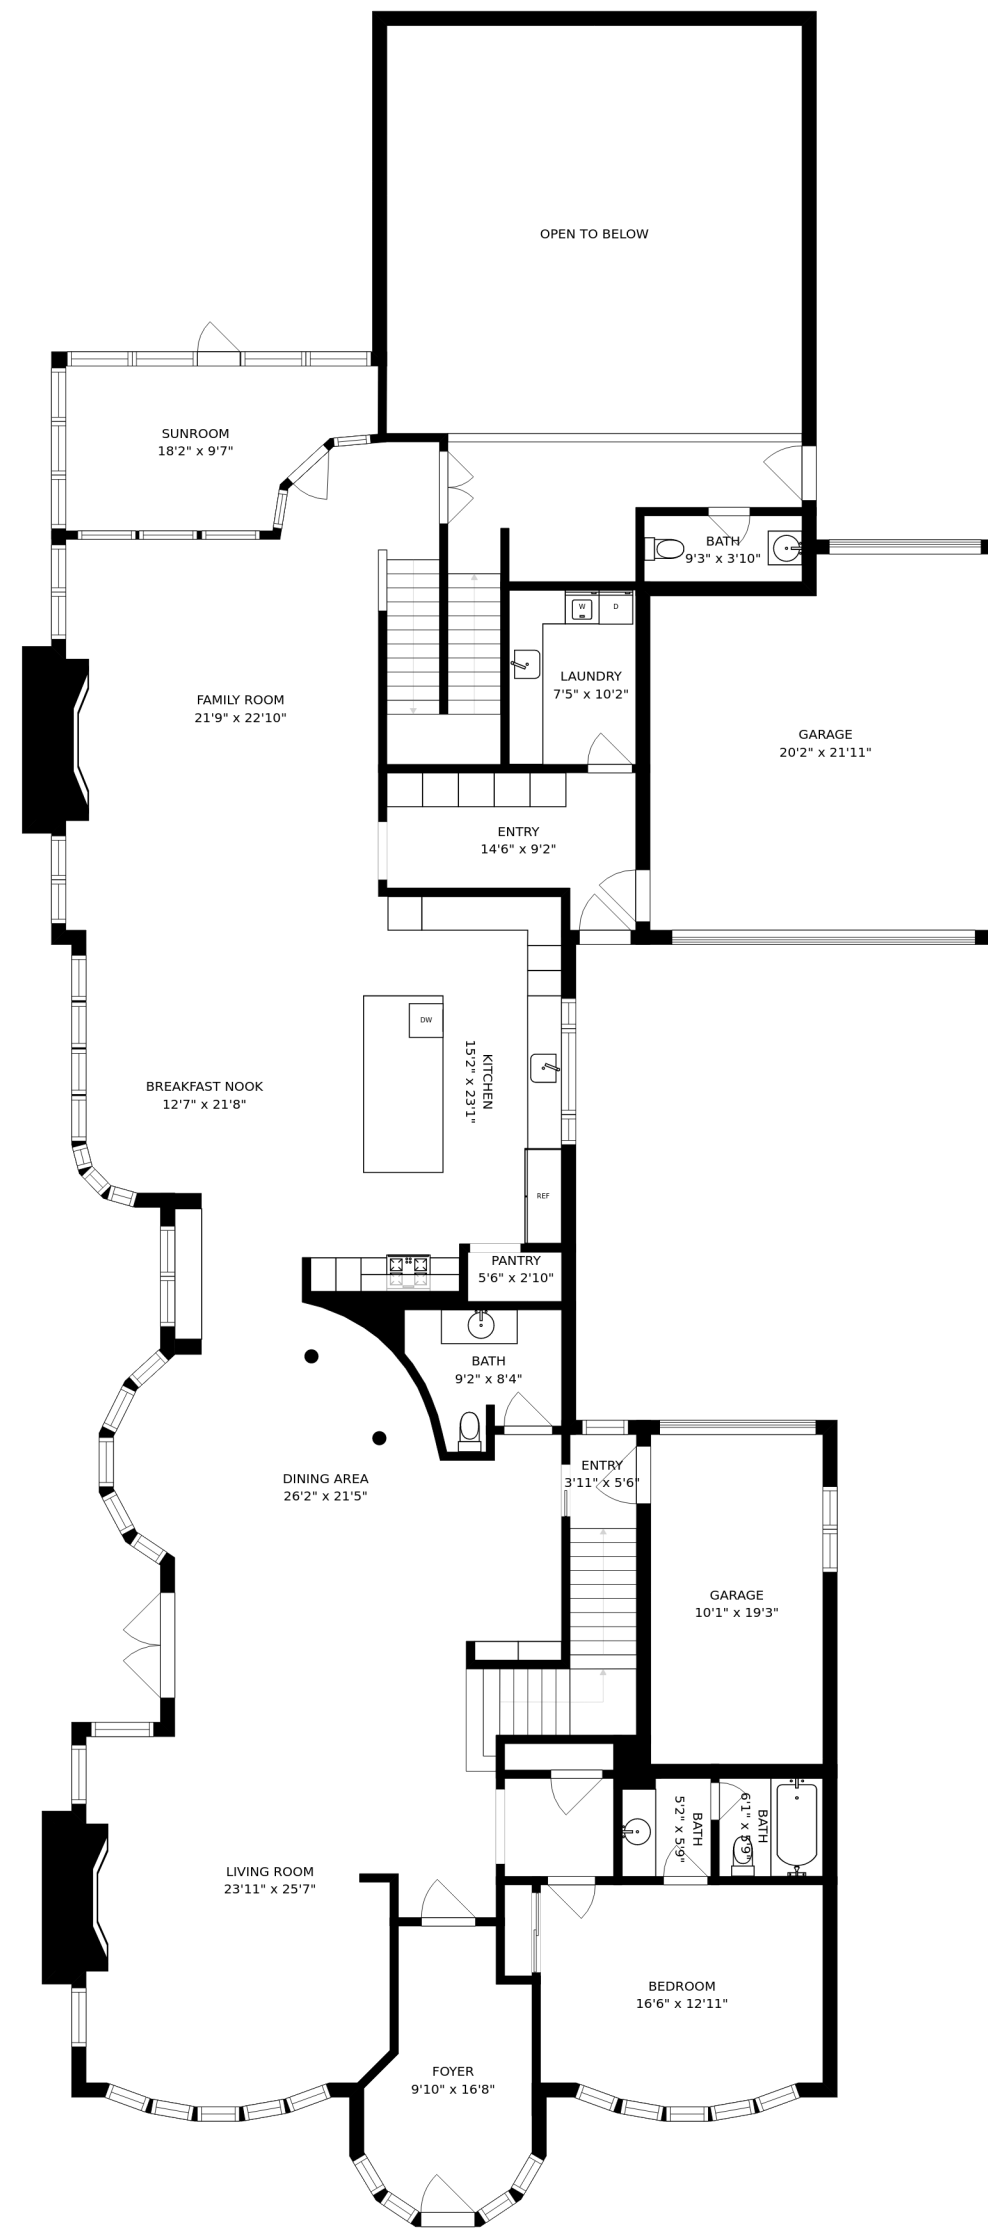 OPEN TO BELOW
SUNROOM
18'2" x 9'7"
BATH
9'3" x 3'10"
W
D
LAUNDRY
7'5" x 10'2"
FAMILY ROOM
21'9" x 22'10"
GARAGE
20'2" x 21'11"
ENTRY
14'6" x 9'2"
DW
KITCHEN
15'2" x 23'1"
BREAKFAST NOOK
12'7" x 21'8"
REF
PANTRY
5'6" x 2'10"
BATH
9'2" x 8'4"
ENTRY
3'11" x 5'6"
DINING AREA
26'2" x 21'5"
GARAGE
10'1" x 19'3"
BATH
5'2" x 5'9"
BATH
6'1" x 5'9"
LIVING ROOM
23'11" x 25'7"
BEDROOM
16'6" x 12'11"
FOYER
9'10" x 16'8"